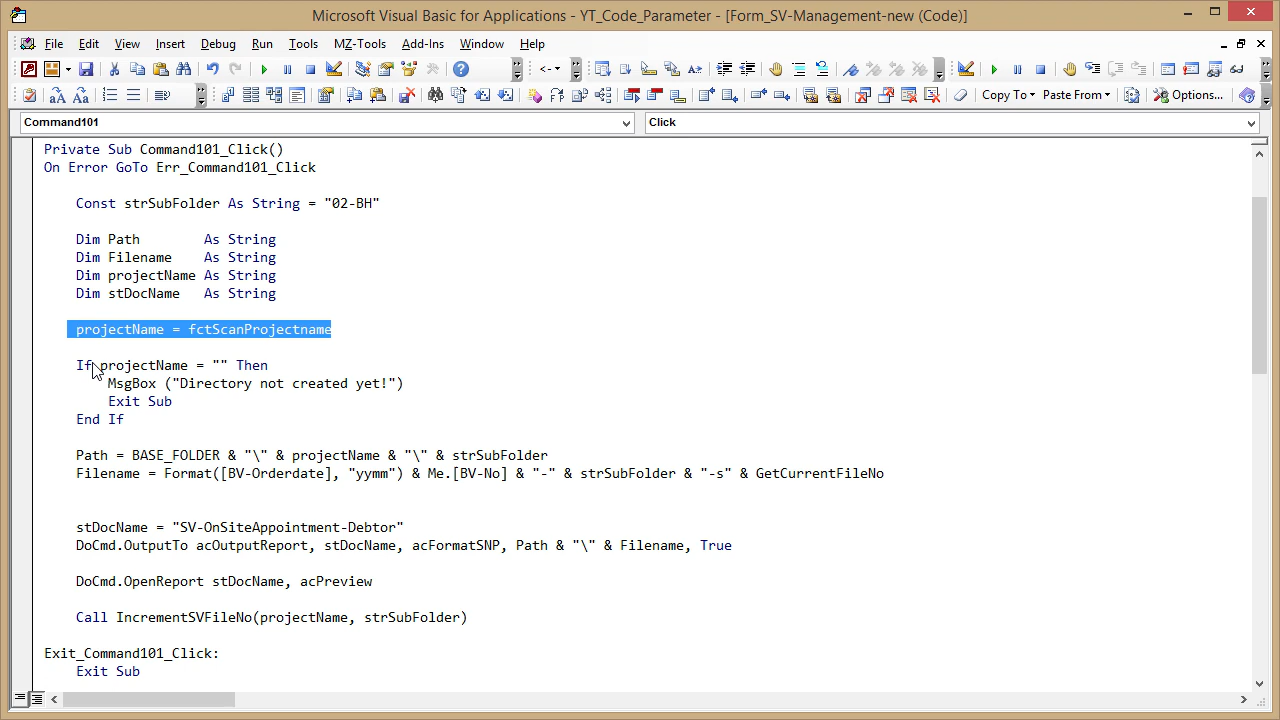 Microsoft Visual Basic for Applications - YT_Code_Parameter - [Form_SV-Management-new (Code)]
File Edit View Insert Format Debug Run Tools MZ-Tools Add-Ins Window Help
Copy To Paste From Options...
Command101 Click
Private Sub Command101_Click()
On Error GoTo Err_Command101_Click
Const strSubFolder As String = "02-BH"
Dim Path As String
Dim Filename As String
Dim projectName As String
Dim stDocName As String
projectName = fctScanProjectname
If projectName = "" Then
MsgBox ("Directory not created yet!")
Exit Sub
End If
Path = BASE_FOLDER & "\" & projectName & "\" & strSubFolder
Filename = Format([BV-Orderdate], "yymm") & Me.[BV-No] & "-" & strSubFolder & "-s" & GetCurrentFileNo
stDocName = "SV-OnSiteAppointment-Debtor"
DoCmd.OutputTo acOutputReport, stDocName, acFormatSNP, Path & "\" & Filename, True
DoCmd.OpenReport stDocName, acPreview
Call IncrementSVFileNo(projectName, strSubFolder)
Exit_Command101_Click:
Exit Sub